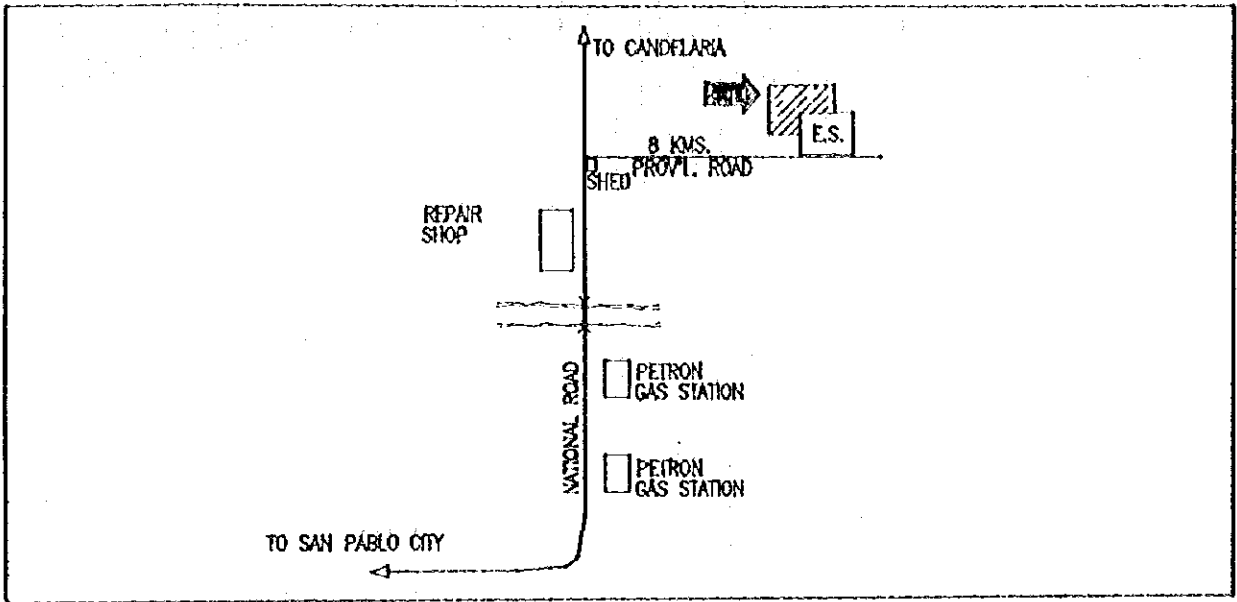 TO CANDELARIA
E.S.
8 KMS.
PROV'L. ROAD
SHED
REPAIR
SHOP
NATIONAL ROAD
PETRON
GAS STATION
PETRON
GAS STATION
TO SAN PABLO CITY